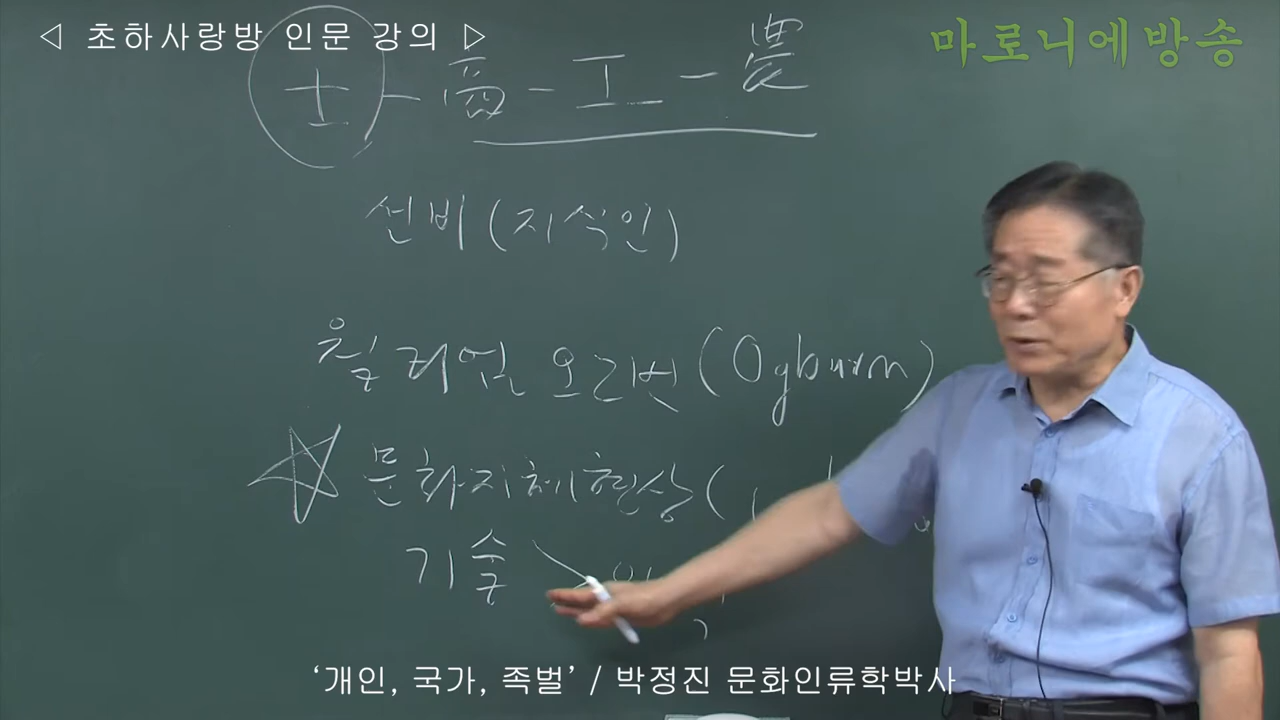 ◁ 초하사랑방 인문 강의 ▷
마로니에방송
士 - 商 - 工 - 農
선비 (지식인)
윌리엄 오그번 (Ogburn)
문화지체현상 (
기술 >
‘개인, 국가, 족벌’ / 박정진 문화인류학박사